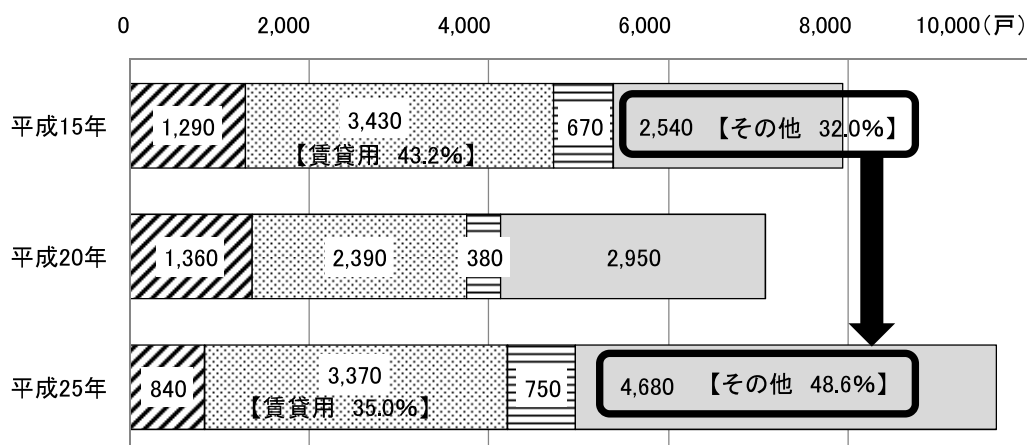 0 2,000 4,000 6,000 8,000 10,000(戸)
平成15年 1,290 3,430 670 2,540 【その他 32.0%】
【賃貸用 43.2%】
平成20年 1,360 2,390 380 2,950
平成25年 840 3,370 750 4,680 【その他 48.6%】
【賃貸用 35.0%】